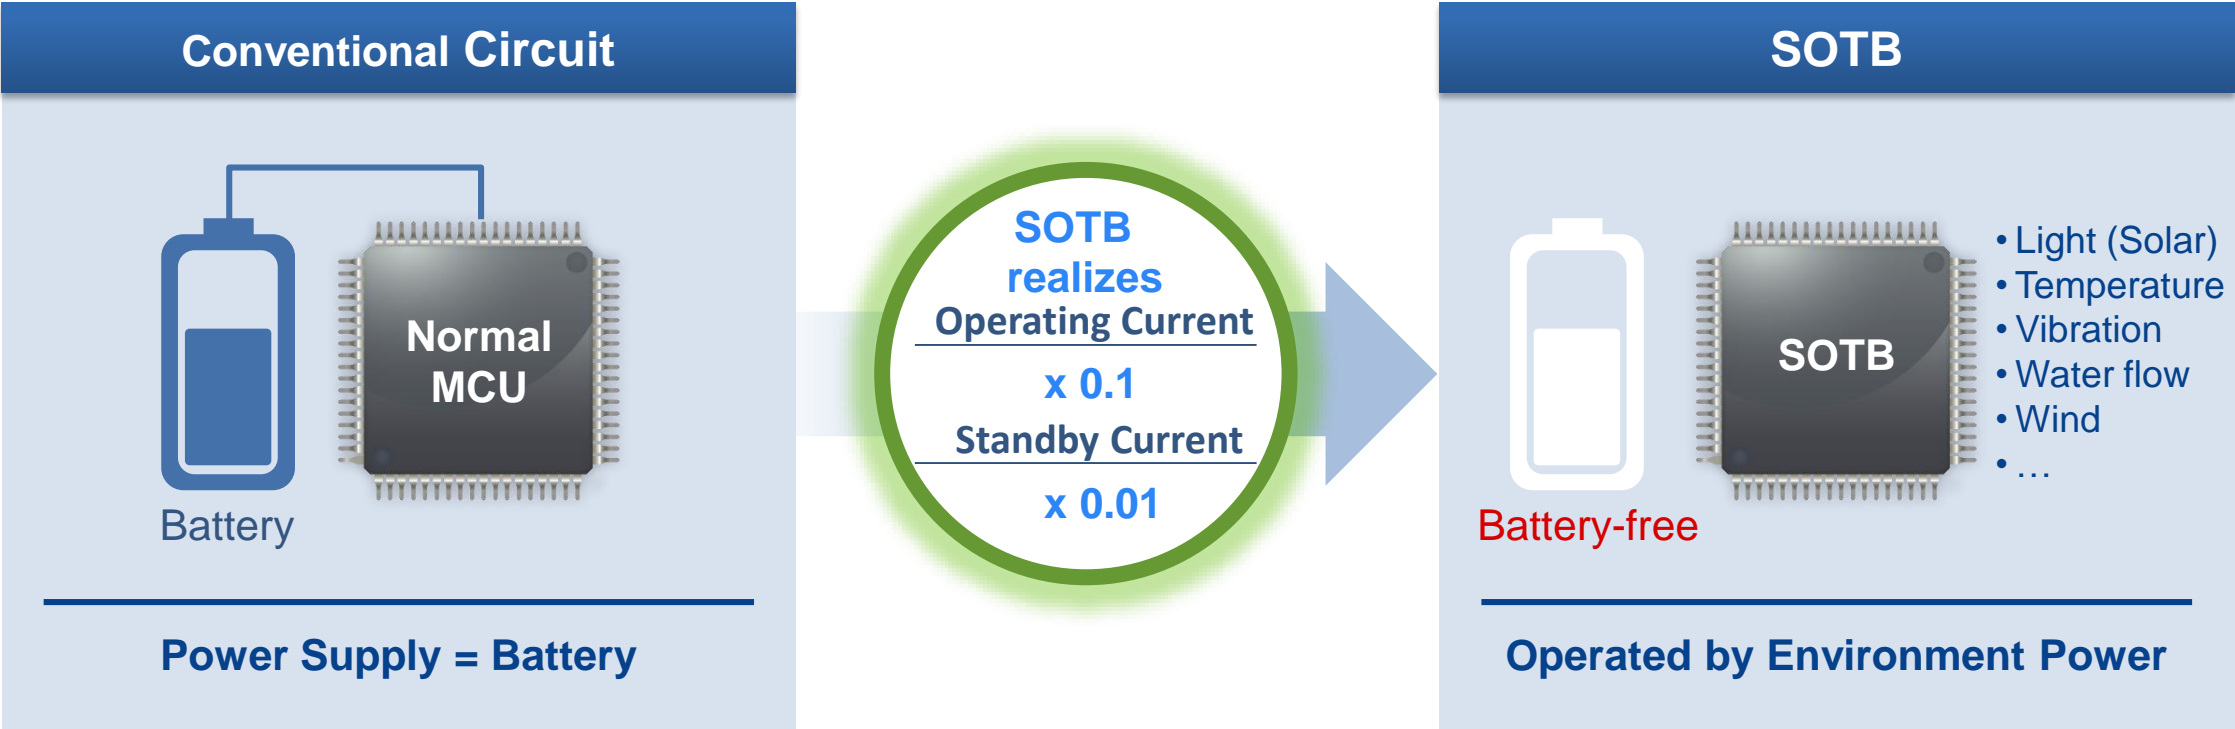 Conventional Circuit
Normal
MCU
Battery
Power Supply = Battery
SOTB
realizes
Operating Current
x 0.1
Standby Current
x 0.01
SOTB
Battery-free
SOTB
• Light (Solar)
• Temperature
• Vibration
• Water flow
• Wind
• …
Operated by Environment Power